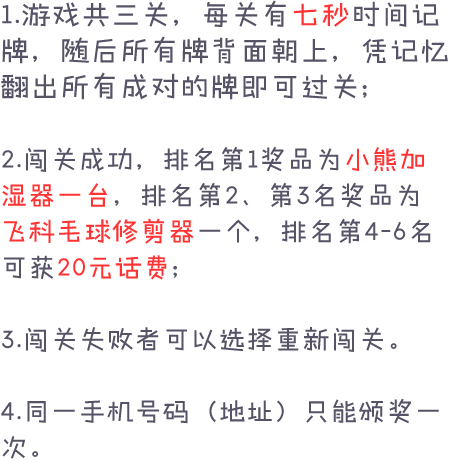 1.游戏共三关，每关有七秒时间记
牌，随后所有牌背面朝上，凭记忆
翻出所有成对的牌即可过关；
2.闯关成功，排名第1奖品为小熊加
湿器一台，排名第2、第3名奖品为
飞科毛球修剪器一个，排名第4-6名
可获20元话费；
3.闯关失败者可以选择重新闯关。
4.同一手机号码（地址）只能颁奖一
次。